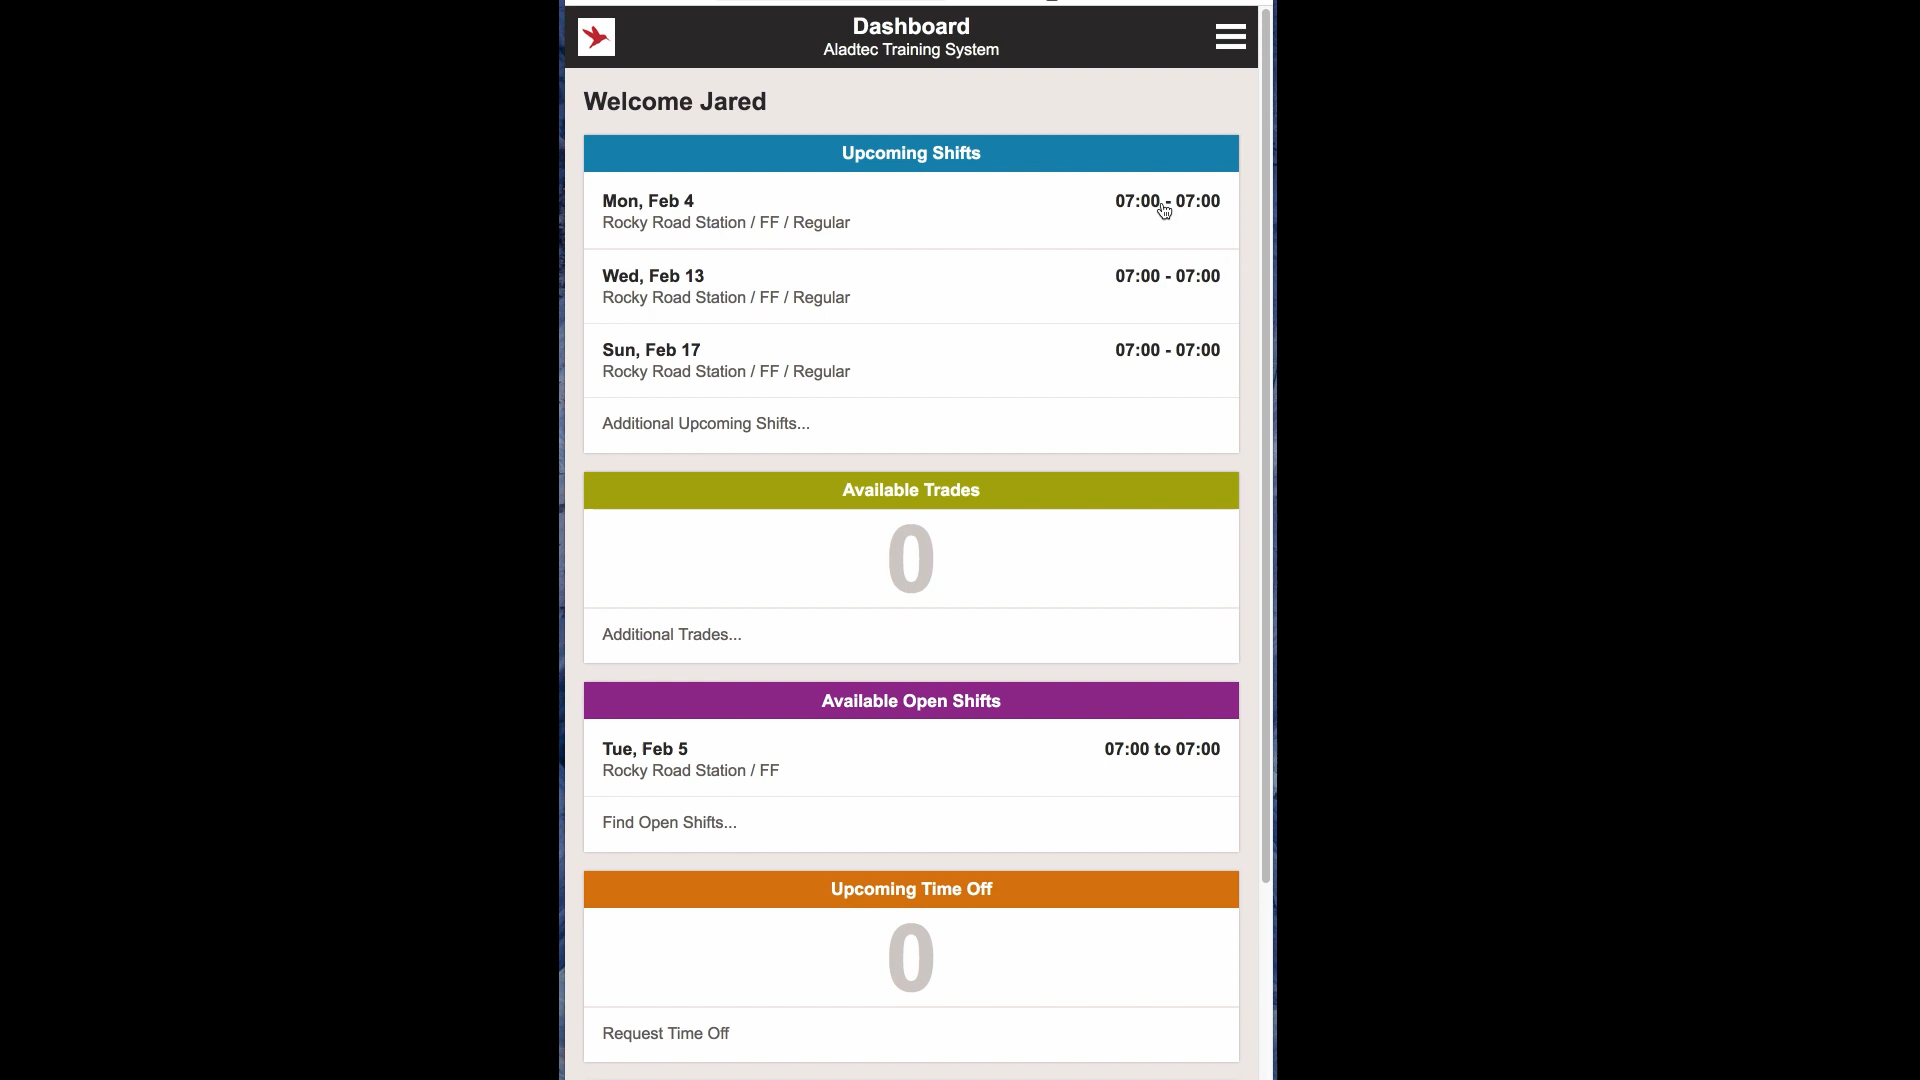 Dashboard
Aladtec Training System
Welcome Jared
Upcoming Shifts
Mon, Feb 4 07:00 - 07:00
Rocky Road Station / FF / Regular
Wed, Feb 13 07:00 - 07:00
Rocky Road Station / FF / Regular
Sun, Feb 17 07:00 - 07:00
Rocky Road Station / FF / Regular
Additional Upcoming Shifts...
Available Trades
0
Additional Trades...
Available Open Shifts
Tue, Feb 5 07:00 to 07:00
Rocky Road Station / FF
Find Open Shifts...
Upcoming Time Off
0
Request Time Off